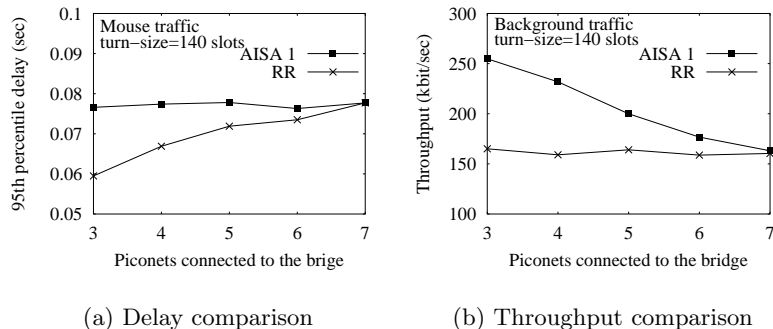 Mouse traffic
turn-size=140 slots
AISA 1
RR
95th percentile delay (sec)
0.1
0.09
0.08
0.07
0.06
0.05
3 4 5 6 7
Piconets connected to the brige
(a) Delay comparison
Background traffic
turn-size=140 slots
AISA 1
RR
Throughput (kbit/sec)
300
250
200
150
100
3 4 5 6 7
Piconets connected to the bridge
(b) Throughput comparison